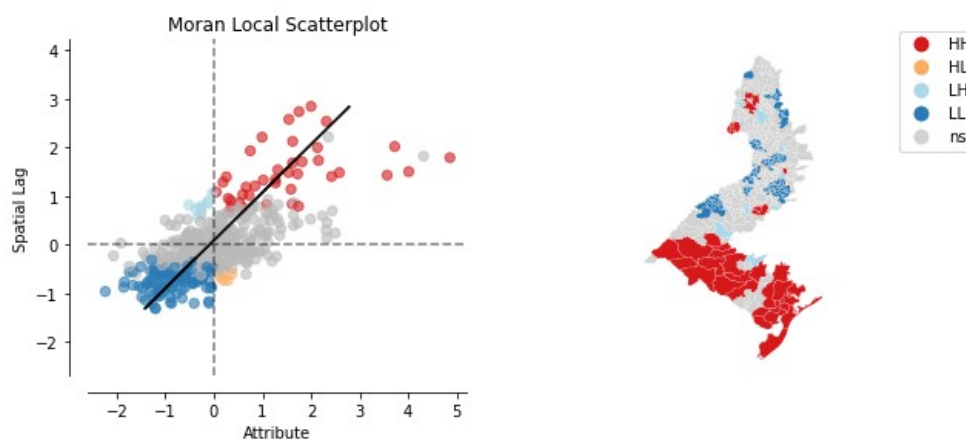 Moran Local Scatterplot
4
3
2
1
0
−1
−2
Spatial Lag
−2 −1 0 1 2 3 4 5
Attribute
HH
HL
LH
LL
ns